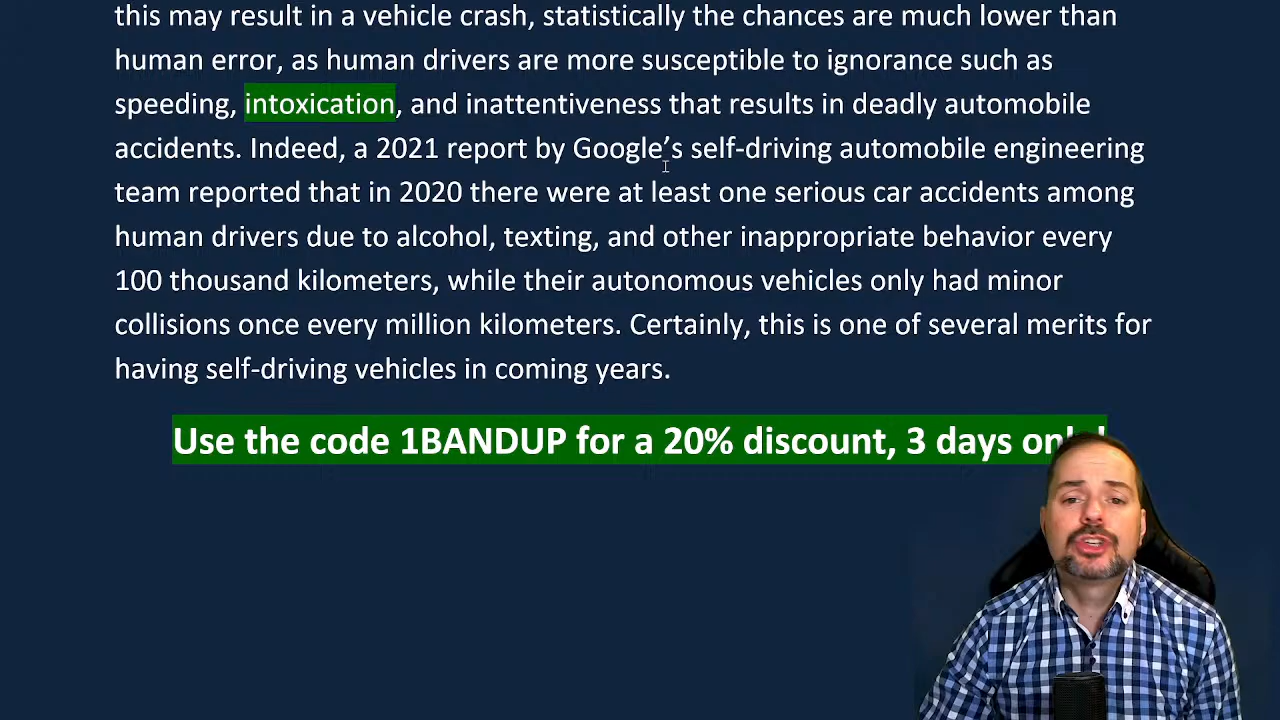 this may result in a vehicle crash, statistically the chances are much lower than
human error, as human drivers are more susceptible to ignorance such as
speeding, intoxication, and inattentiveness that results in deadly automobile
accidents. Indeed, a 2021 report by Google’s self-driving automobile engineering
team reported that in 2020 there were at least one serious car accidents among
human drivers due to alcohol, texting, and other inappropriate behavior every
100 thousand kilometers, while their autonomous vehicles only had minor
collisions once every million kilometers. Certainly, this is one of several merits for
having self-driving vehicles in coming years.
Use the code 1BANDUP for a 20% discount, 3 days only!